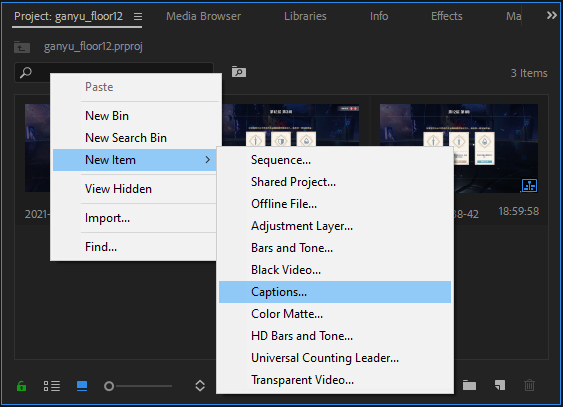 Project: ganyu_floor12 Media Browser Libraries Info Effects Ma
ganyu_floor12.prproj
3 Items
Paste
New Bin
New Search Bin
New Item
View Hidden
Import...
Find...
Sequence...
Shared Project...
Offline File...
Adjustment Layer...
Bars and Tone...
Black Video...
Captions...
Color Matte...
HD Bars and Tone...
Universal Counting Leader...
Transparent Video...
2021-
18-42 18:59:58